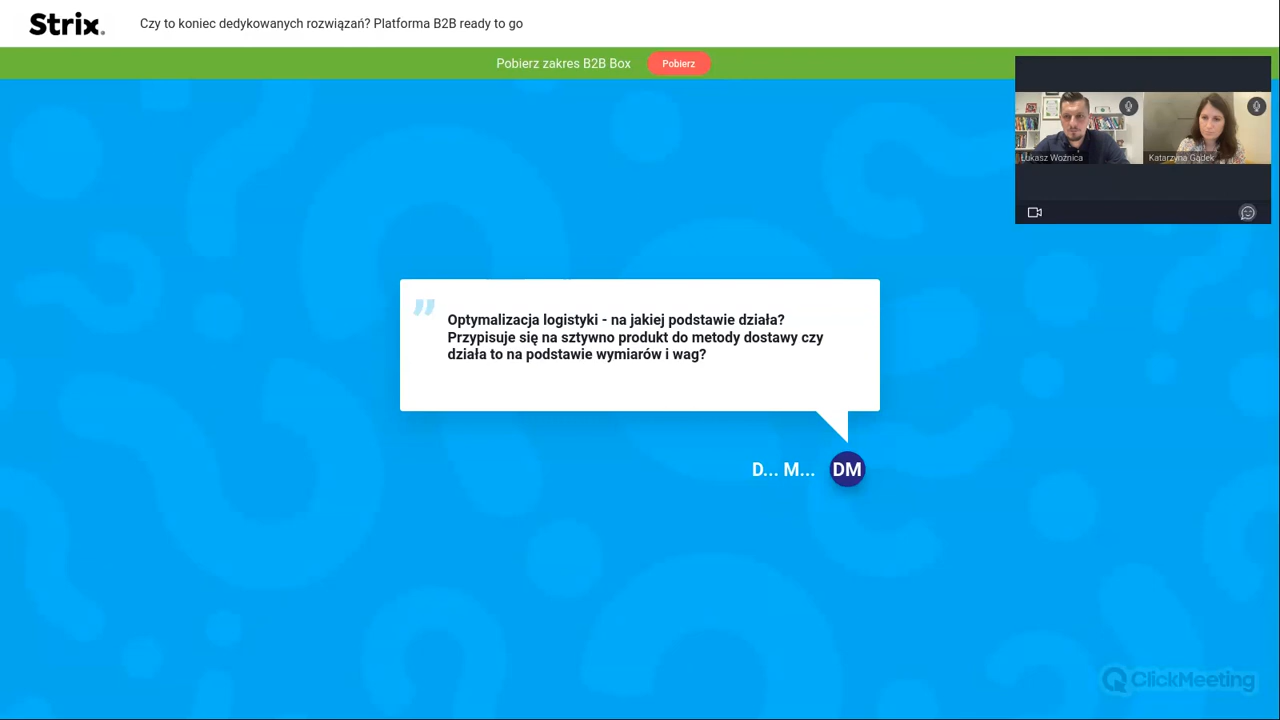 Strix
Czy to koniec dedykowanych rozwiązań? Platforma B2B ready to go
Pobierz zakres B2B Box
Pobierz
Łukasz Woźnica
Katarzyna Gądek
Optymalizacja logistyki - na jakiej podstawie działa?
Przypisuje się na sztywno produkt do metody dostawy czy
działa to na podstawie wymiarów i wag?
D... M...
DM
ClickMeeting